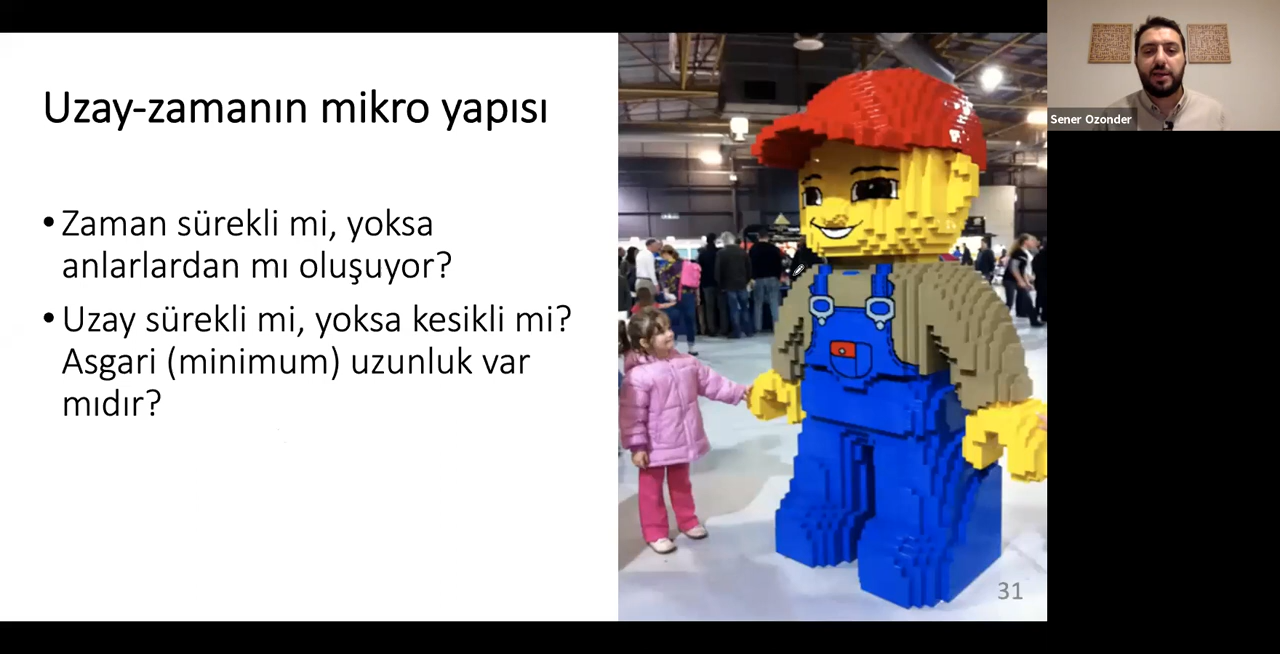 Uzay-zamanın mikro yapısı
• Zaman sürekli mi, yoksa
anlarlardan mı oluşuyor?
• Uzay sürekli mi, yoksa kesikli mi?
Asgari (minimum) uzunluk var
mıdır?
31
Sener Ozonder